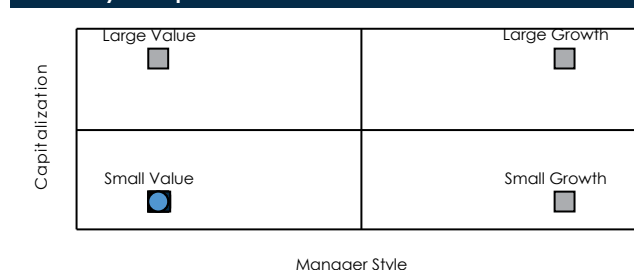 Large Value
Large Growth
Capitalization
Small Value
Small Growth
Manager Style